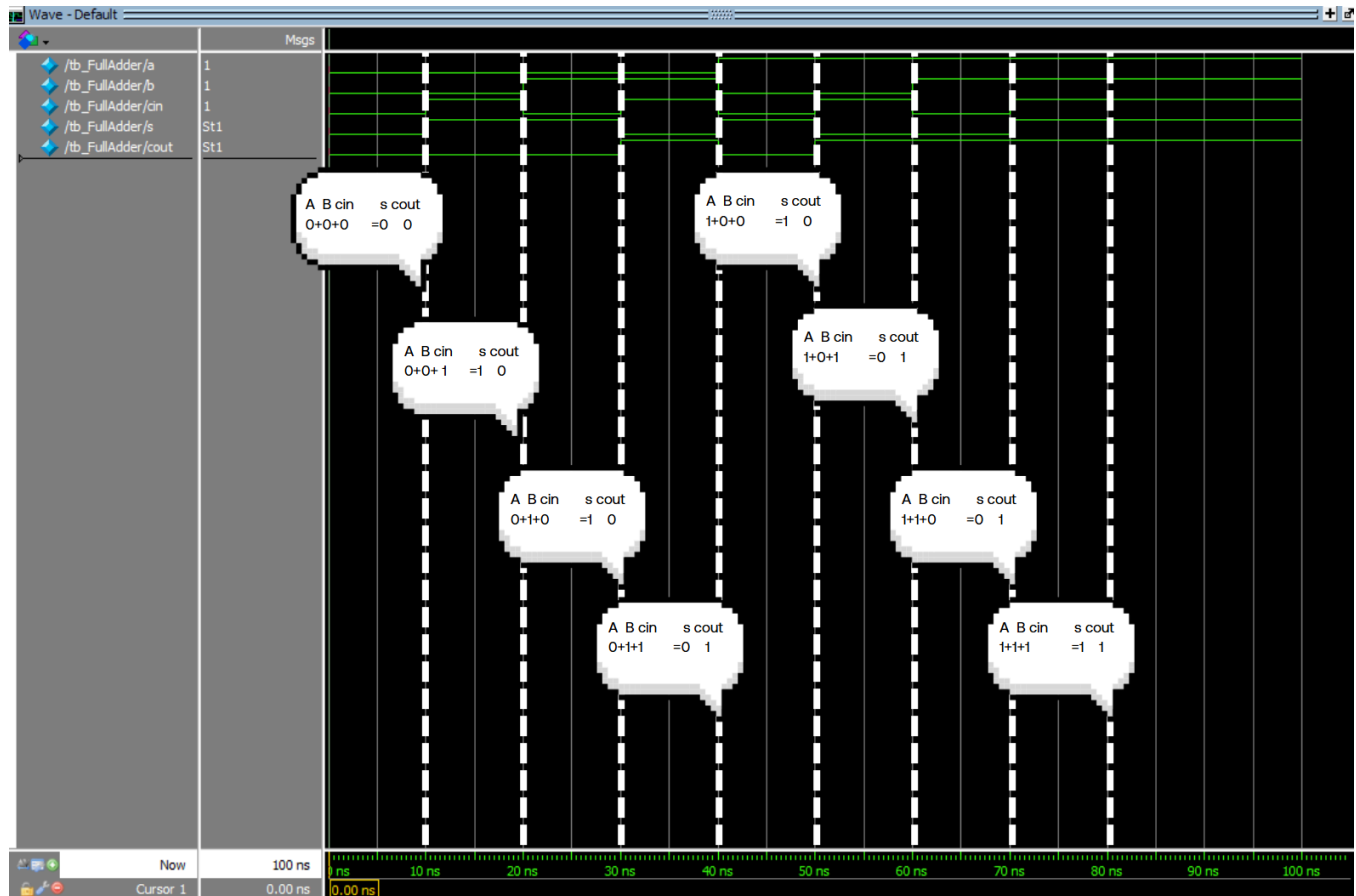 Wave - Default
Msgs
/tb_FullAdder/a 1
/tb_FullAdder/b 1
/tb_FullAdder/cin 1
/tb_FullAdder/s St1
/tb_FullAdder/cout St1
A B cin s cout
0+0+0 =0 0
A B cin s cout
1+0+0 =1 0
A B cin s cout
0+0+ 1 =1 0
A B cin s cout
1+0+1 =0 1
A B cin s cout
0+1+0 =1 0
A B cin s cout
1+1+0 =0 1
A B cin s cout
0+1+1 =0 1
A B cin s cout
1+1+1 =1 1
Now 100 ns
0 ns 10 ns 20 ns 30 ns 40 ns 50 ns 60 ns 70 ns 80 ns 90 ns 100 ns
Cursor 1 0.00 ns 0.00 ns